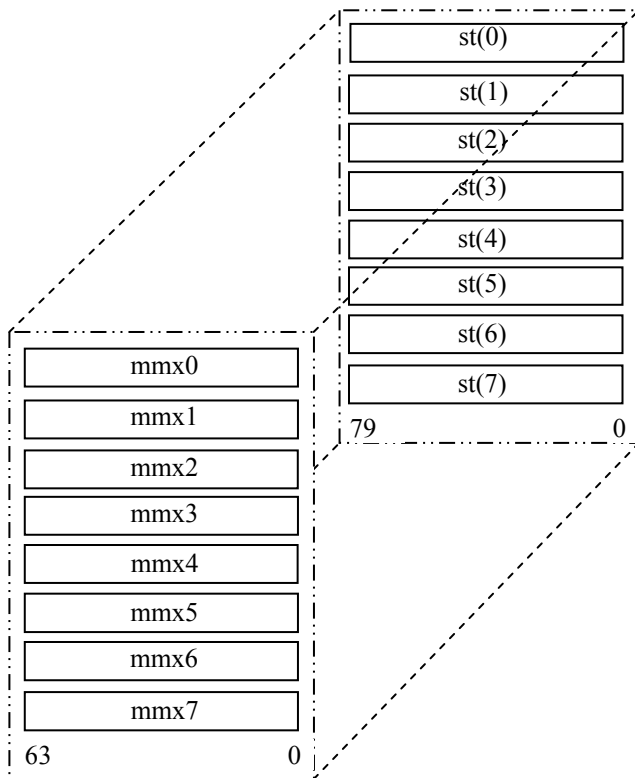 st(0)
st(1)
st(2)
st(3)
st(4)
st(5)
st(6)
st(7)
79 0
mmx0
mmx1
mmx2
mmx3
mmx4
mmx5
mmx6
mmx7
63 0